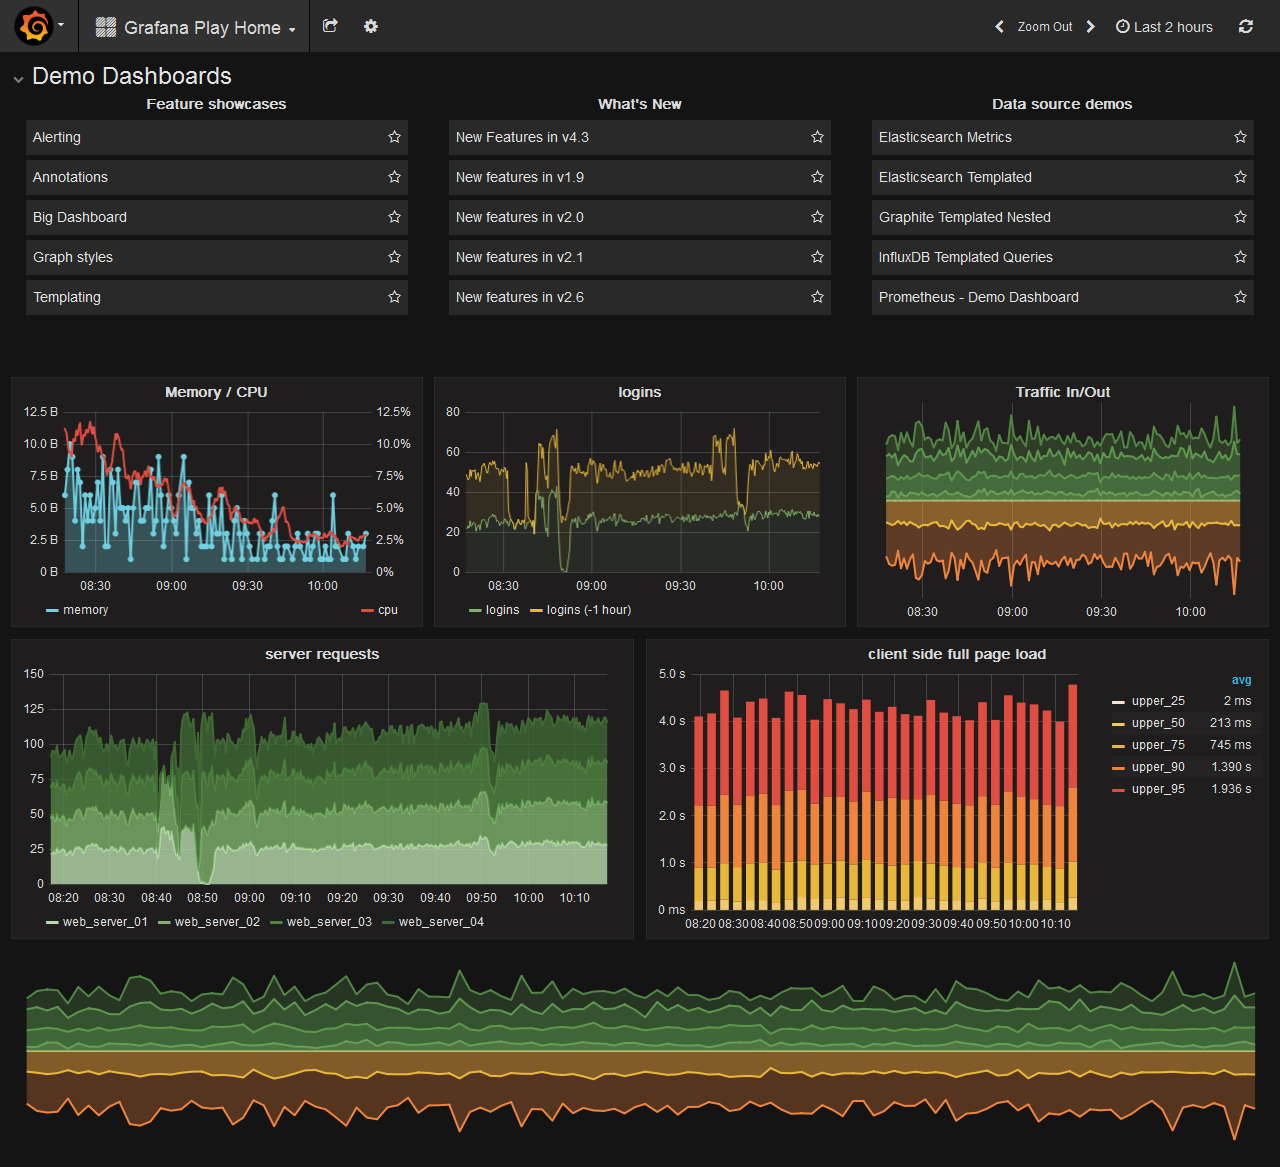 Grafana Play Home
Zoom Out
Last 2 hours
Demo Dashboards
Feature showcases
Alerting
Annotations
Big Dashboard
Graph styles
Templating
What's New
New Features in v4.3
New features in v1.9
New features in v2.0
New features in v2.1
New features in v2.6
Data source demos
Elasticsearch Metrics
Elasticsearch Templated
Graphite Templated Nested
InfluxDB Templated Queries
Prometheus - Demo Dashboard
Memory / CPU
12.5 B 12.5%
10.0 B 10.0%
7.5 B 7.5%
5.0 B 5.0%
2.5 B 2.5%
0 B 0%
08:30 09:00 09:30 10:00
memory cpu
logins
80
60
40
20
0
08:30 09:00 09:30 10:00
logins logins (-1 hour)
Traffic In/Out
08:30 09:00 09:30 10:00
server requests
150
125
100
75
50
25
0
08:20 08:30 08:40 08:50 09:00 09:10 09:20 09:30 09:40 09:50 10:00 10:10
web_server_01 web_server_02 web_server_03 web_server_04
client side full page load
5.0 s
4.0 s
3.0 s
2.0 s
1.0 s
0 ms
08:20 08:30 08:40 08:50 09:00 09:10 09:20 09:30 09:40 09:50 10:00 10:10
avg
upper_25 2 ms
upper_50 213 ms
upper_75 745 ms
upper_90 1.390 s
upper_95 1.936 s